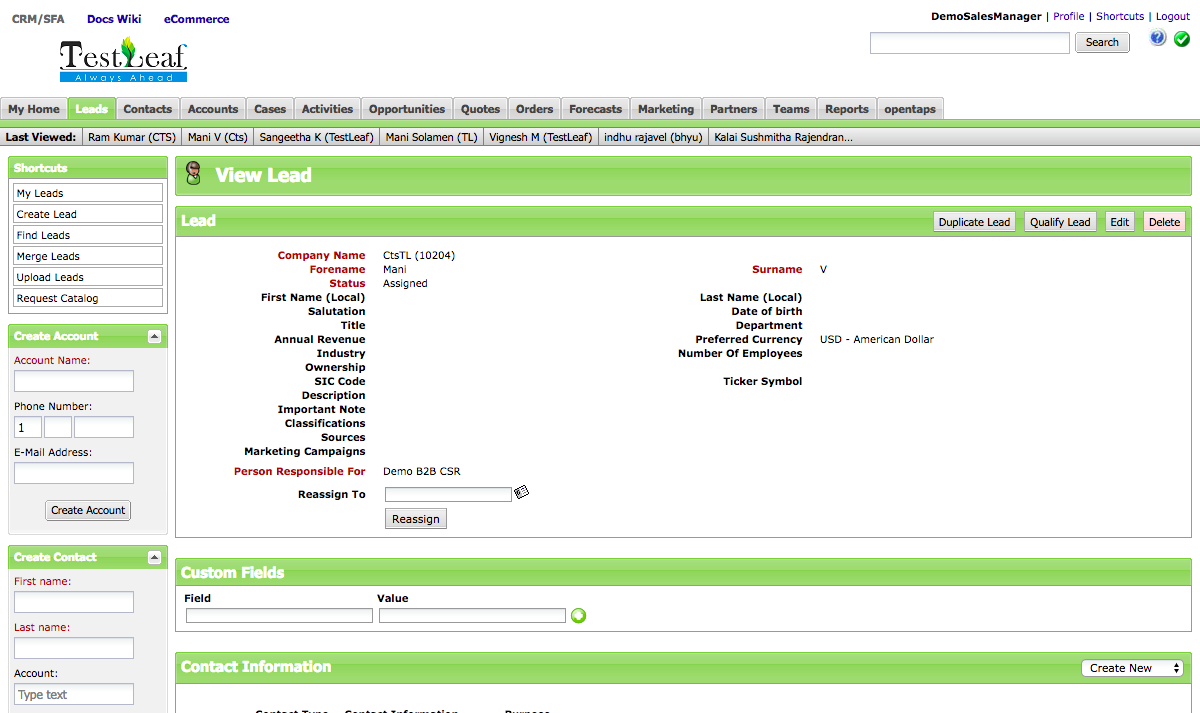 CRM/SFA Docs Wiki eCommerce
DemoSalesManager | Profile | Shortcuts | Logout
Search
TestLeaf
Always Ahead
My Home Leads Contacts Accounts Cases Activities Opportunities Quotes Orders Forecasts Marketing Partners Teams Reports opentaps
Last Viewed: Ram Kumar (CTS) Mani V (Cts) Sangeetha K (TestLeaf) Mani Solamen (TL) Vignesh M (TestLeaf) indhu rajavel (bhyu) Kalai Sushmitha Rajendran...
Shortcuts
My Leads
Create Lead
Find Leads
Merge Leads
Upload Leads
Request Catalog
Create Account
Account Name:
Phone Number:
1
E-Mail Address:
Create Account
Create Contact
First name:
Last name:
Account:
Type text
View Lead
Lead Duplicate Lead Qualify Lead Edit Delete
Company Name CtsTL (10204)
Forename Mani Surname V
Status Assigned
First Name (Local) Last Name (Local)
Salutation Date of birth
Title Department
Annual Revenue Preferred Currency USD - American Dollar
Industry Number Of Employees
Ownership
SIC Code Ticker Symbol
Description
Important Note
Classifications
Sources
Marketing Campaigns
Person Responsible For Demo B2B CSR
Reassign To
Reassign
Custom Fields
Field Value
Contact Information Create New
Contact Type Contact Information Purpose